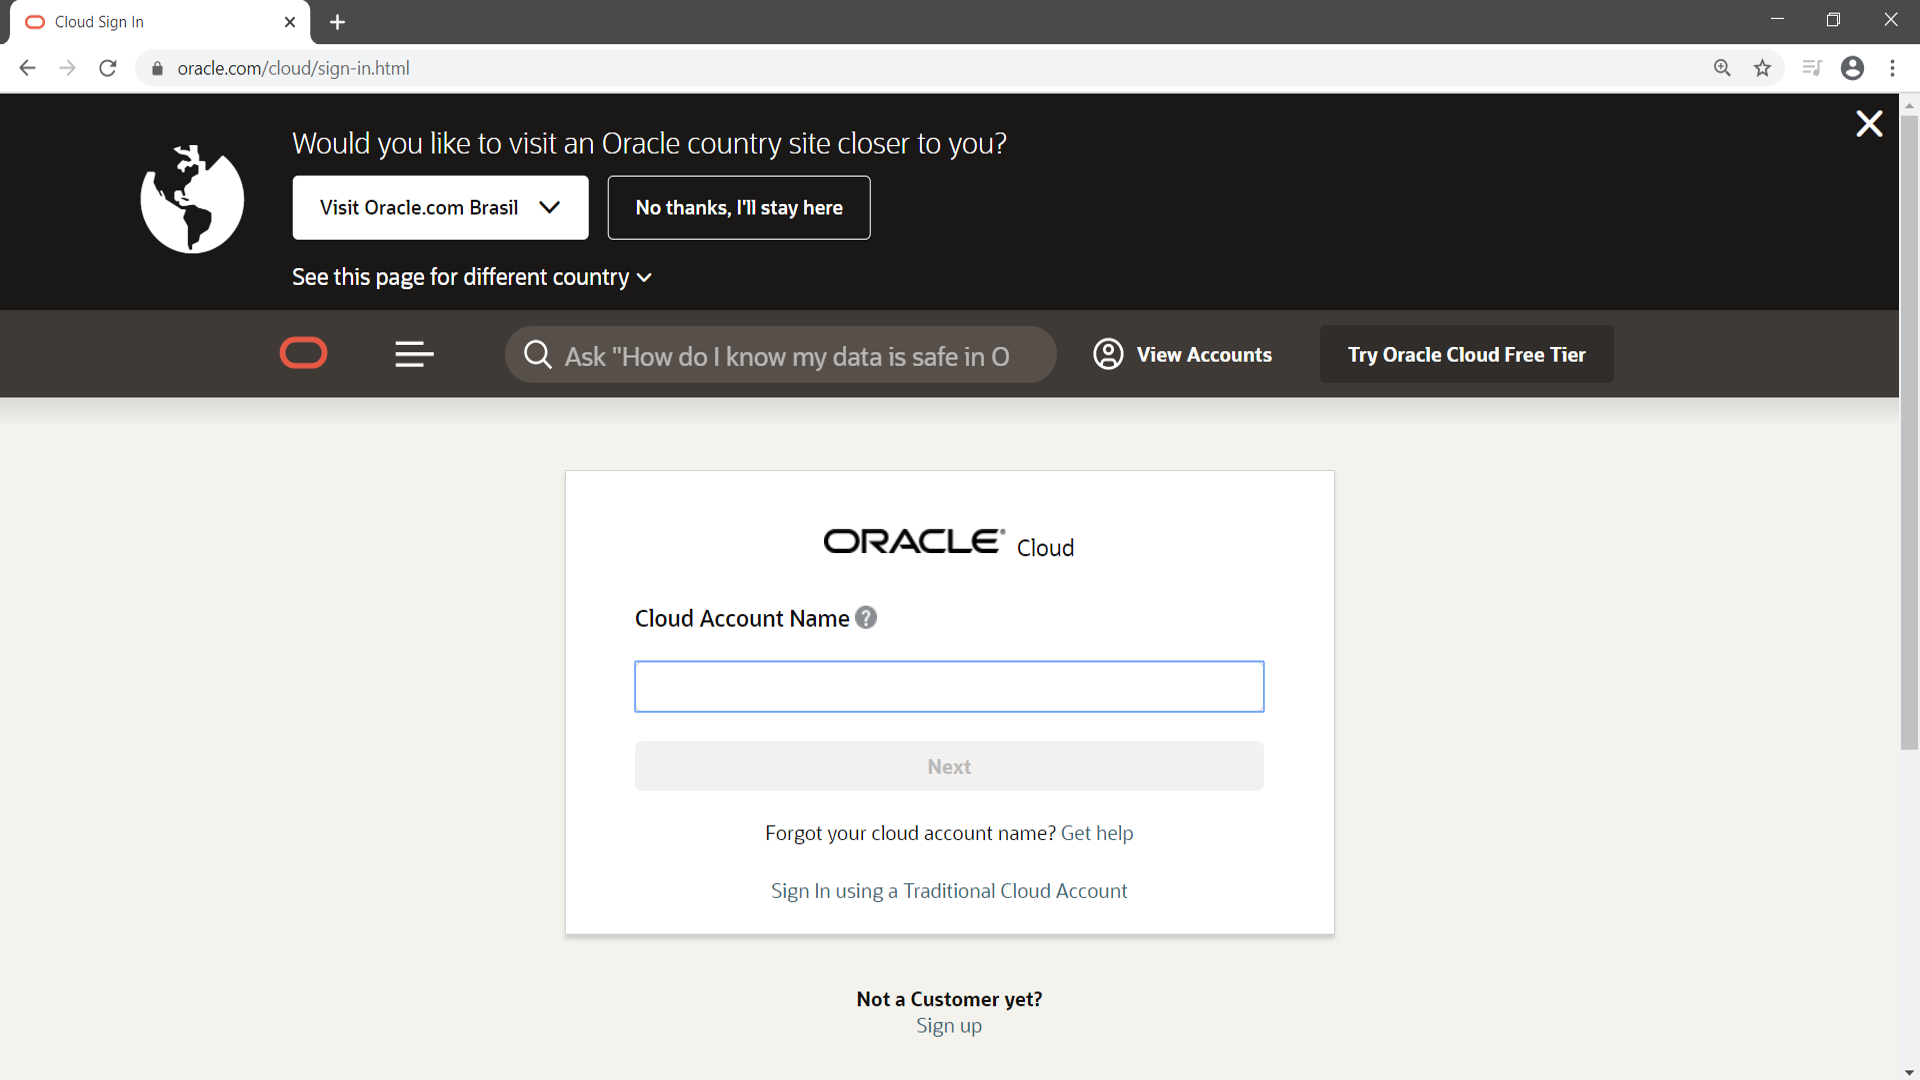 Cloud Sign In
oracle.com/cloud/sign-in.html
Would you like to visit an Oracle country site closer to you?
Visit Oracle.com Brasil
No thanks, I'll stay here
See this page for different country
Ask "How do I know my data is safe in O
View Accounts
Try Oracle Cloud Free Tier
ORACLE® Cloud
Cloud Account Name ?
Next
Forgot your cloud account name? Get help
Sign In using a Traditional Cloud Account
Not a Customer yet?
Sign up